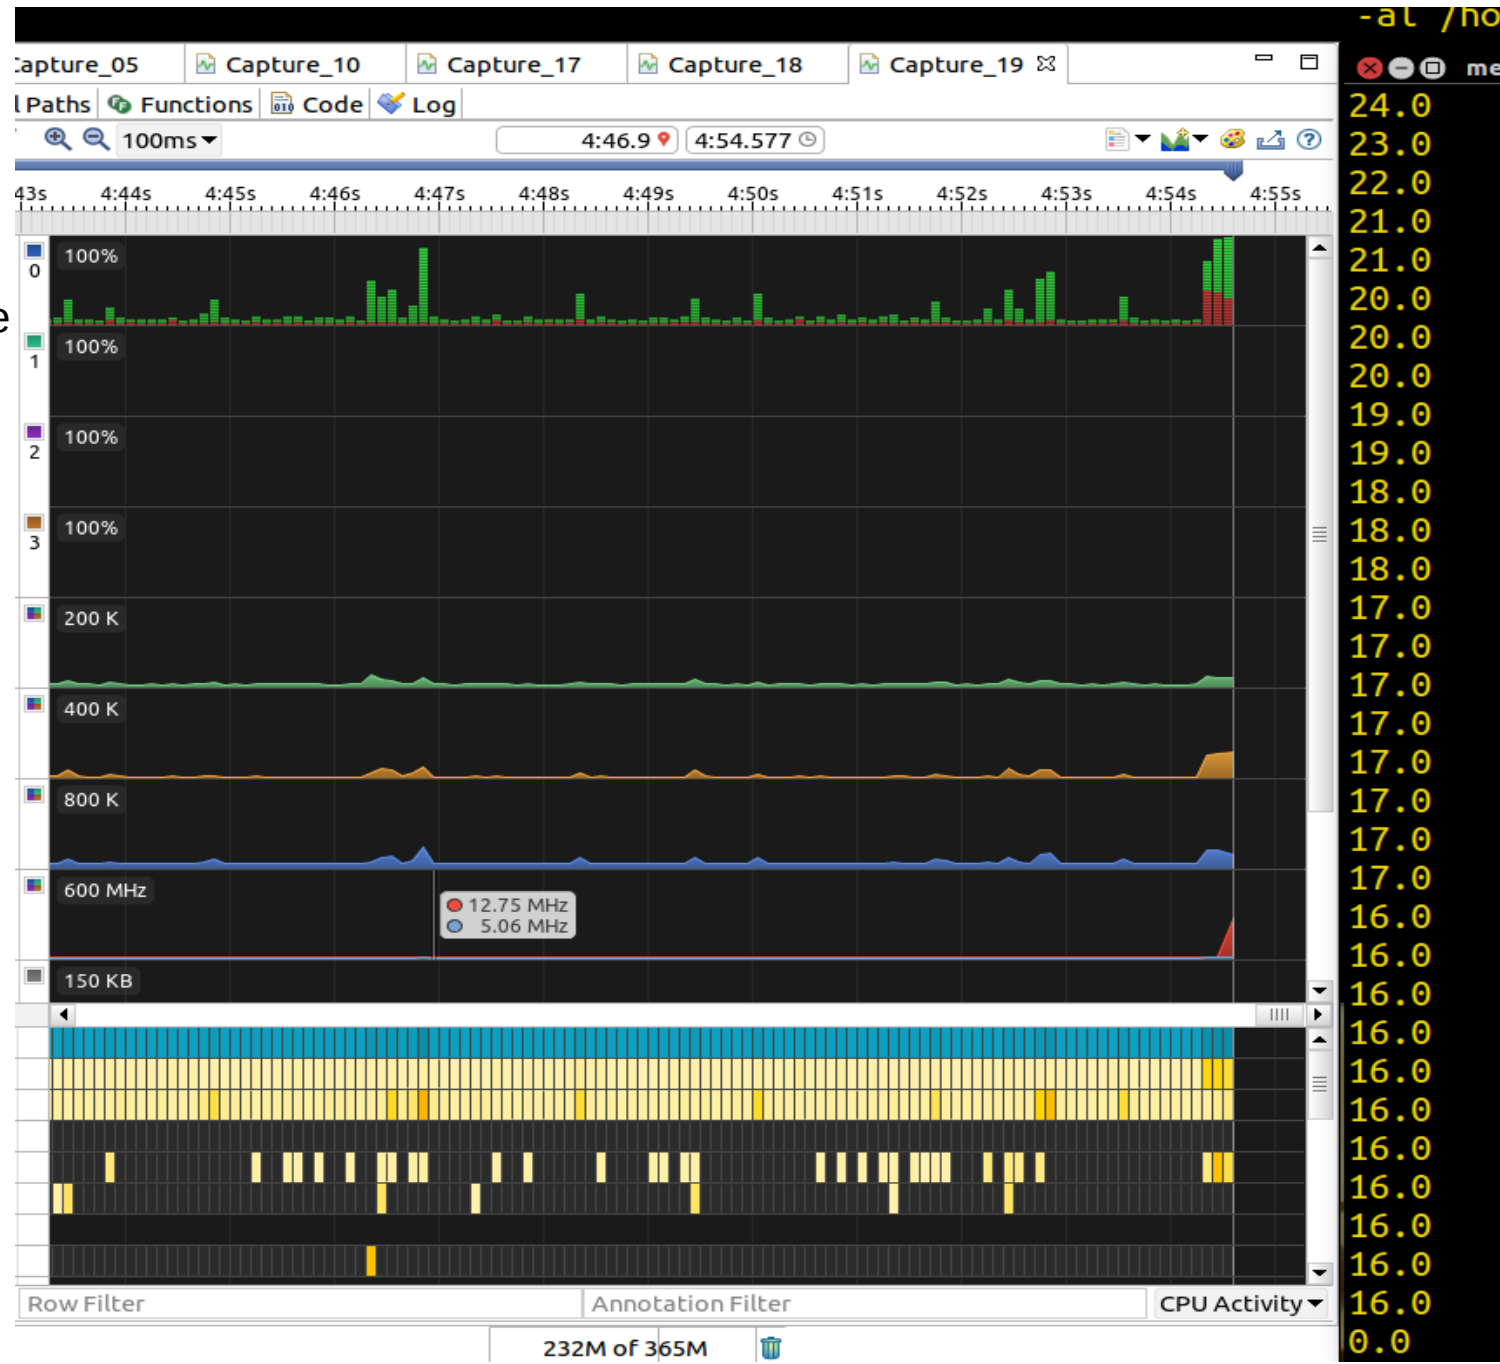 -al /ho
Capture_05 Capture_10 Capture_17 Capture_18 Capture_19
me
l Paths Functions Code Log
100ms 4:46.9 4:54.577
43s 4:44s 4:45s 4:46s 4:47s 4:48s 4:49s 4:50s 4:51s 4:52s 4:53s 4:54s 4:55s
0 100%
e
1 100%
2 100%
3 100%
200 K
400 K
800 K
600 MHz
12.75 MHz
5.06 MHz
150 KB
Row Filter Annotation Filter CPU Activity
232M of 365M
24.0
23.0
22.0
21.0
21.0
20.0
20.0
20.0
19.0
19.0
18.0
18.0
18.0
17.0
17.0
17.0
17.0
17.0
17.0
17.0
17.0
16.0
16.0
16.0
16.0
16.0
16.0
16.0
16.0
16.0
16.0
16.0
0.0